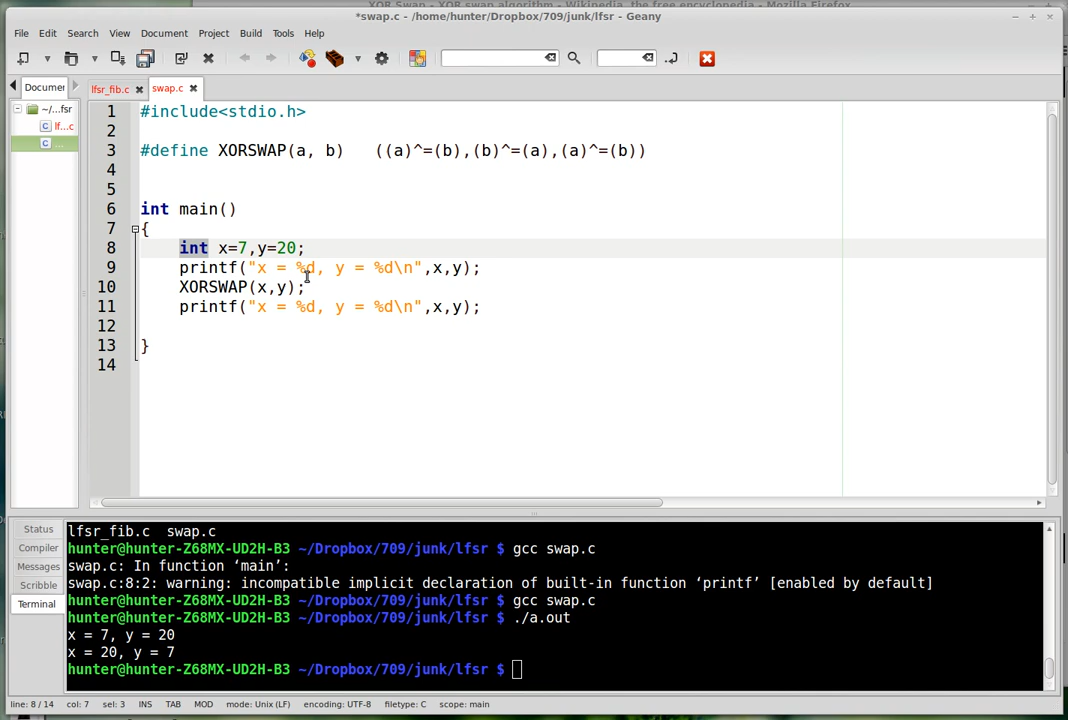 XOR Swap - XOR swap algorithm - Wikipedia, the free encyclopedia - Mozilla Firefox
*swap.c - /home/hunter/Dropbox/709/junk/lfsr - Geany
File Edit Search View Document Project Build Tools Help
Documer lfsr_fib.c swap.c
~/...fsr
lf...c
...
1 #include<stdio.h>
2
3 #define XORSWAP(a, b)   ((a)^=(b),(b)^=(a),(a)^=(b))
4
5
6 int main()
7 {
8 int x=7,y=20;
9 printf("x = %d, y = %d\n",x,y);
10 XORSWAP(x,y);
11 printf("x = %d, y = %d\n",x,y);
12
13 }
14
Status
Compiler
Messages
Scribble
Terminal
lfsr_fib.c  swap.c
hunter@hunter-Z68MX-UD2H-B3 ~/Dropbox/709/junk/lfsr $ gcc swap.c
swap.c: In function ‘main’:
swap.c:8:2: warning: incompatible implicit declaration of built-in function ‘printf’ [enabled by default]
hunter@hunter-Z68MX-UD2H-B3 ~/Dropbox/709/junk/lfsr $ gcc swap.c
hunter@hunter-Z68MX-UD2H-B3 ~/Dropbox/709/junk/lfsr $ ./a.out
x = 7, y = 20
x = 20, y = 7
hunter@hunter-Z68MX-UD2H-B3 ~/Dropbox/709/junk/lfsr $
line: 8 / 14 col: 7 sel: 3 INS TAB MOD mode: Unix (LF) encoding: UTF-8 filetype: C scope: main